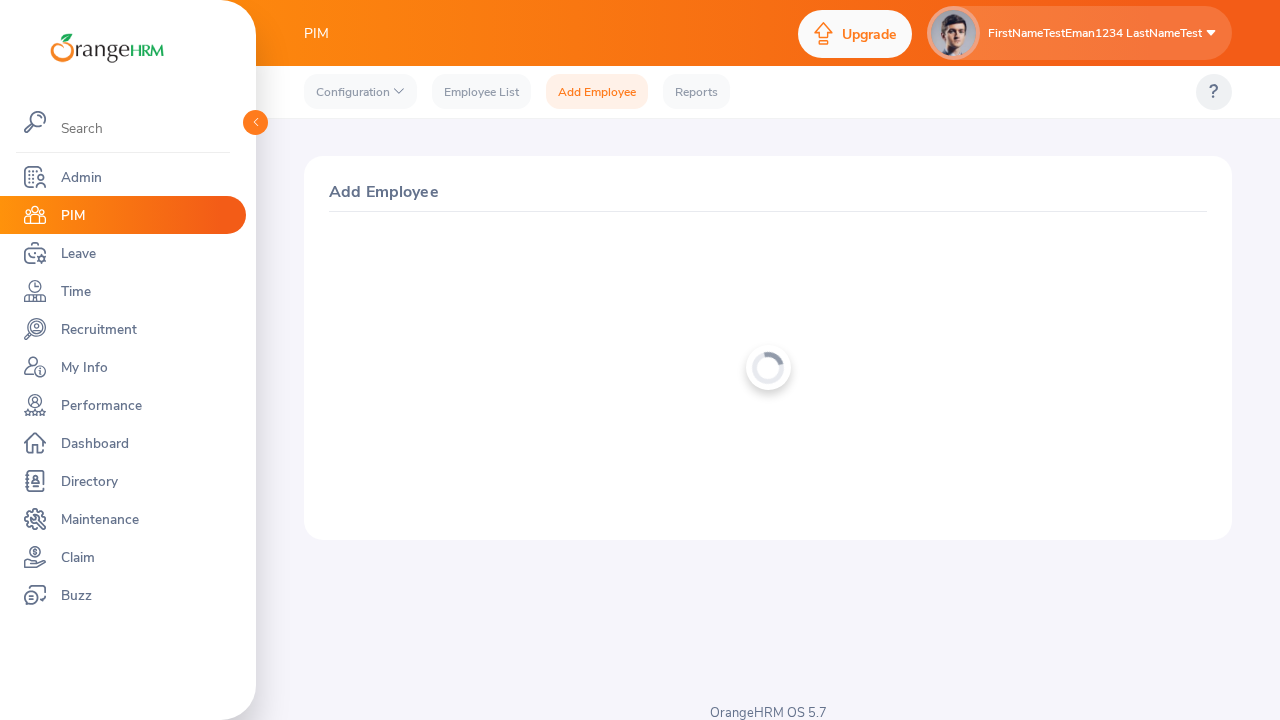 OrangeHRM
PIM
Upgrade
FirstNameTestEman1234 LastNameTest
Configuration
Employee List
Add Employee
Reports
?
Search
Admin
PIM
Leave
Time
Recruitment
My Info
Performance
Dashboard
Directory
Maintenance
Claim
Buzz
Add Employee
OrangeHRM OS 5.7